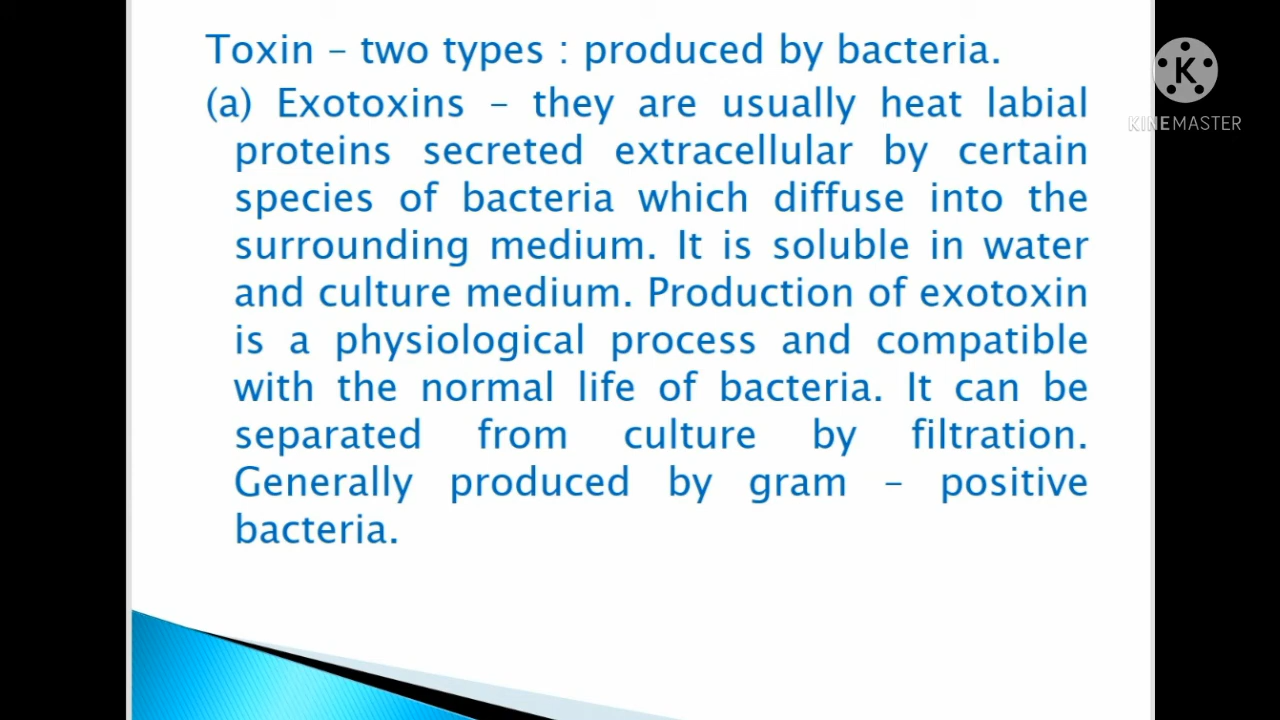 Toxin – two types : produced by bacteria.
(a) Exotoxins – they are usually heat labial
proteins secreted extracellular by certain
species of bacteria which diffuse into the
surrounding medium. It is soluble in water
and culture medium. Production of exotoxin
is a physiological process and compatible
with the normal life of bacteria. It can be
separated from culture by filtration.
Generally produced by gram – positive
bacteria.
K
KINEMASTER